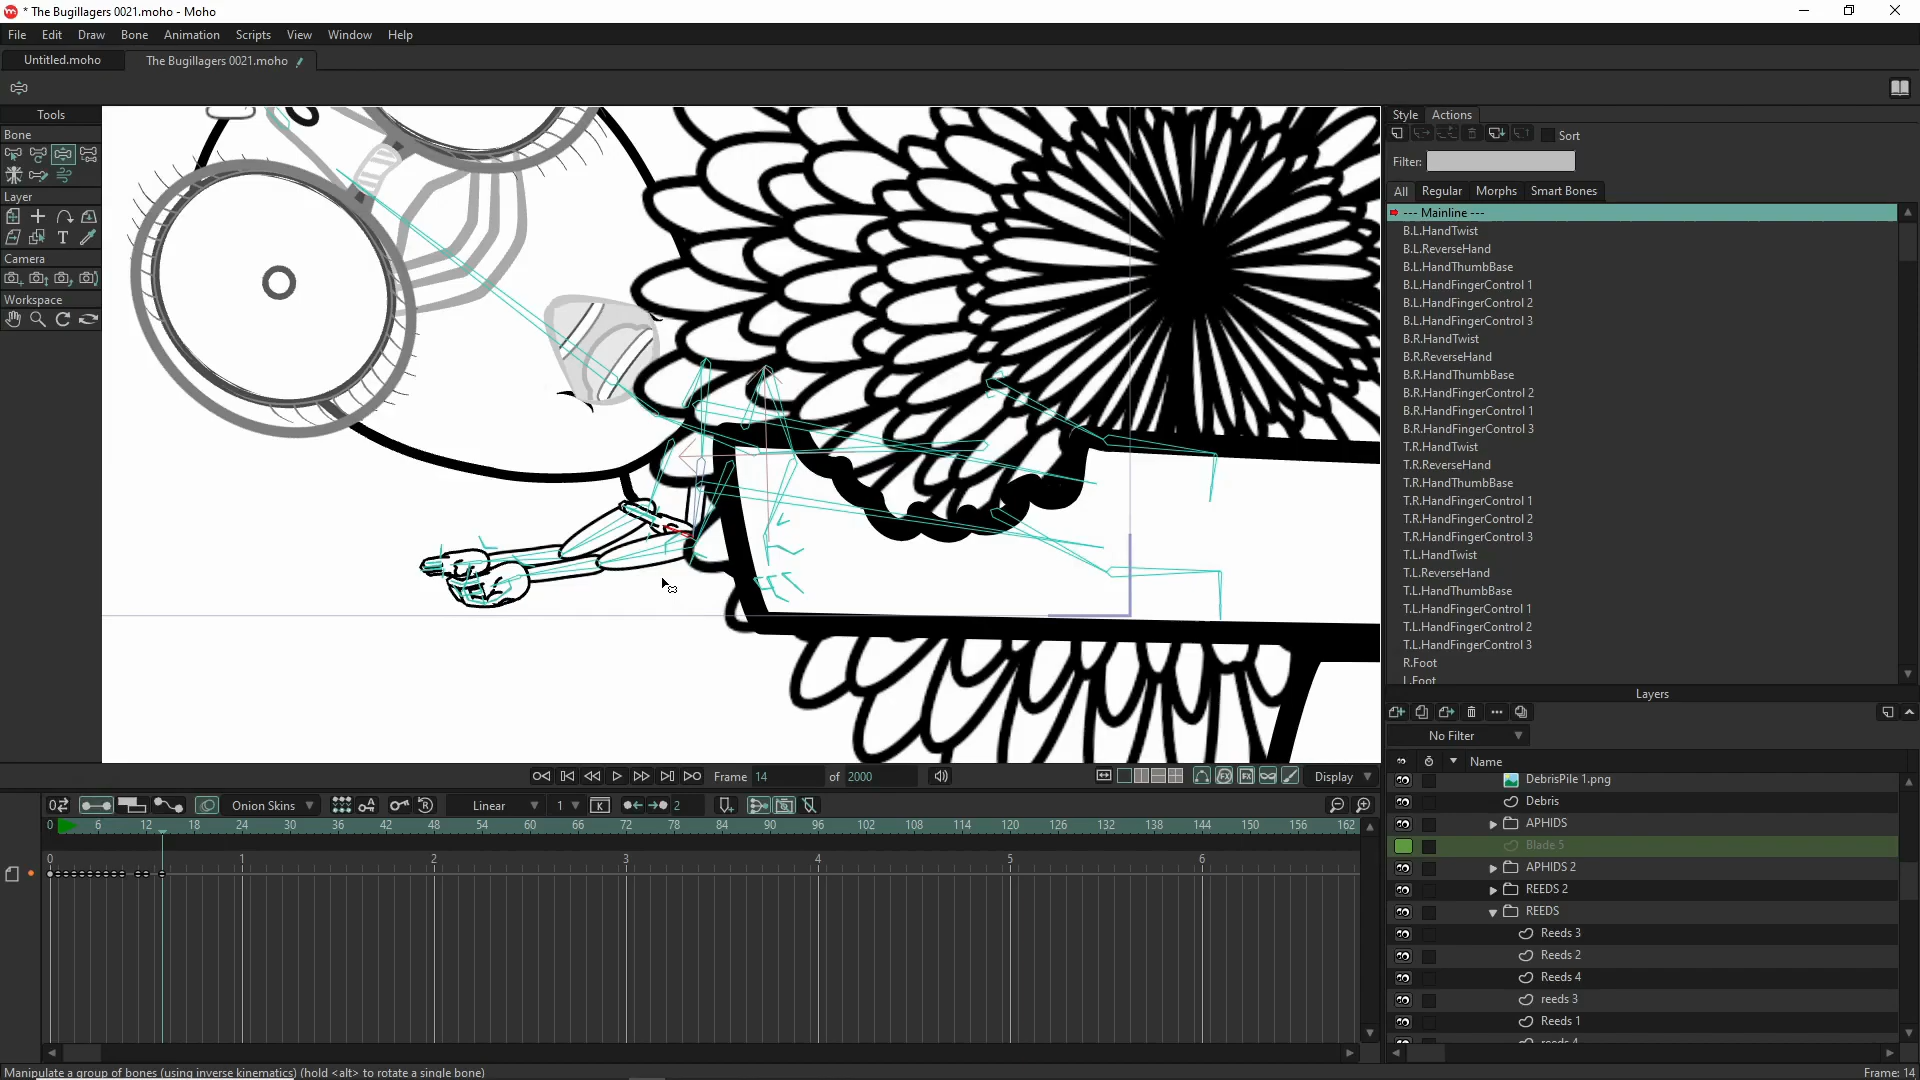 * The Bugillagers 0021.moho - Moho
File Edit Draw Bone Animation Scripts View Window Help
Untitled.moho The Bugillagers 0021.moho
Tools
Bone
Layer
Camera
Workspace
Style Actions
Sort
Filter:
All Regular Morphs Smart Bones
--- Mainline ---
B.L.HandTwist
B.L.ReverseHand
B.L.HandThumbBase
B.L.HandFingerControl 1
B.L.HandFingerControl 2
B.L.HandFingerControl 3
B.R.HandTwist
B.R.ReverseHand
B.R.HandThumbBase
B.R.HandFingerControl 2
B.R.HandFingerControl 1
B.R.HandFingerControl 3
T.R.HandTwist
T.R.ReverseHand
T.R.HandThumbBase
T.R.HandFingerControl 1
T.R.HandFingerControl 2
T.R.HandFingerControl 3
T.L.HandTwist
T.L.ReverseHand
T.L.HandThumbBase
T.L.HandFingerControl 1
T.L.HandFingerControl 2
T.L.HandFingerControl 3
R.Foot
L.Foot
Layers
No Filter
Name
DebrisPile 1.png
Debris
APHIDS
Blade 5
APHIDS 2
REEDS 2
REEDS
Reeds 3
Reeds 2
Reeds 4
reeds 3
Reeds 1
reeds 4
Frame 14 of 2000 Display
Onion Skins Linear 1 2
0 6 12 18 24 30 36 42 48 54 60 66 72 78 84 90 96 102 108 114 120 126 132 138 144 150 156 162
0 1 2 3 4 5 6
Manipulate a group of bones (using inverse kinematics) (hold <alt> to rotate a single bone) Frame: 14